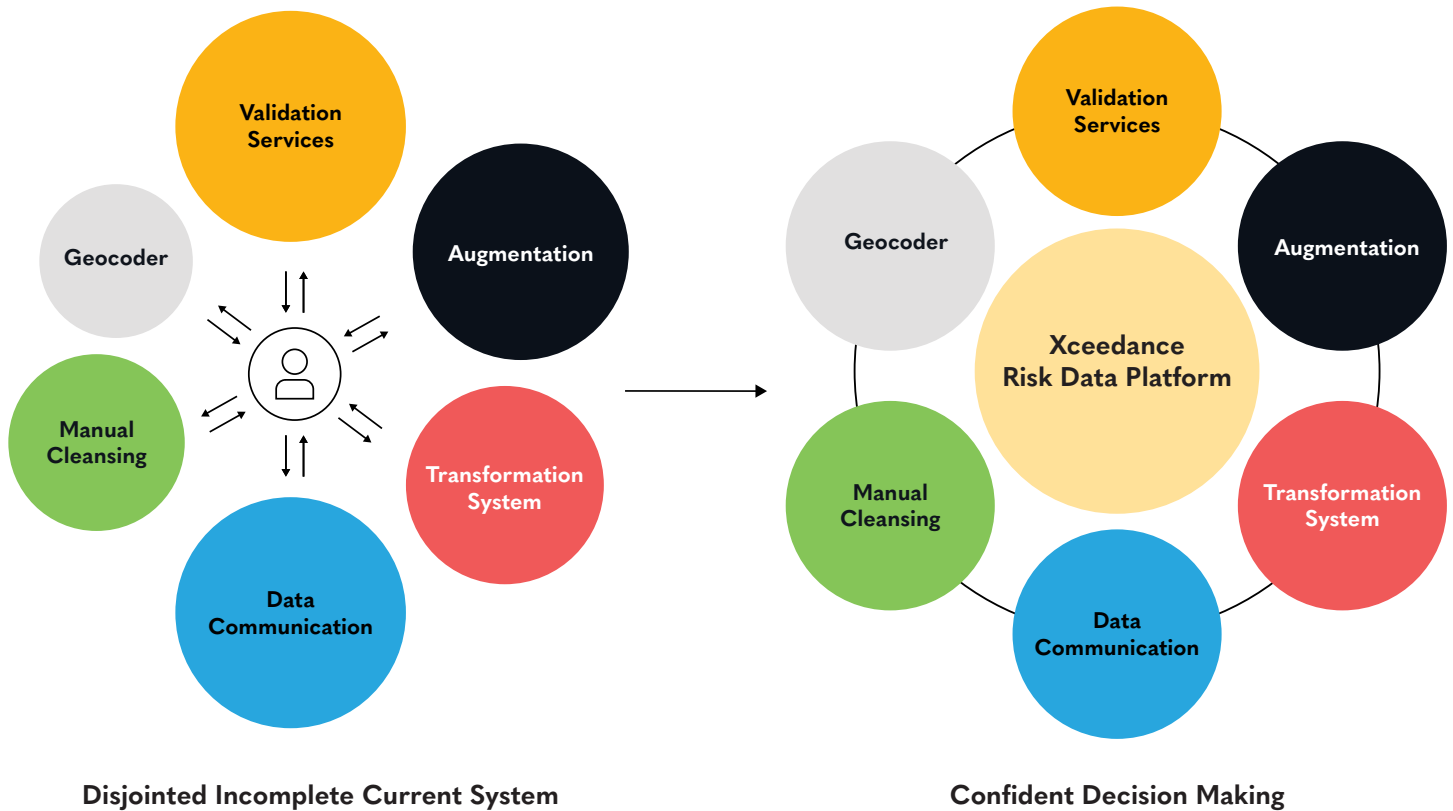 Validation
Services
Geocoder
Augmentation
Manual
Cleansing
Transformation
System
Data
Communication
Disjointed Incomplete Current System
Validation
Services
Geocoder
Augmentation
Xceedance
Risk Data Platform
Manual
Cleansing
Transformation
System
Data
Communication
Confident Decision Making